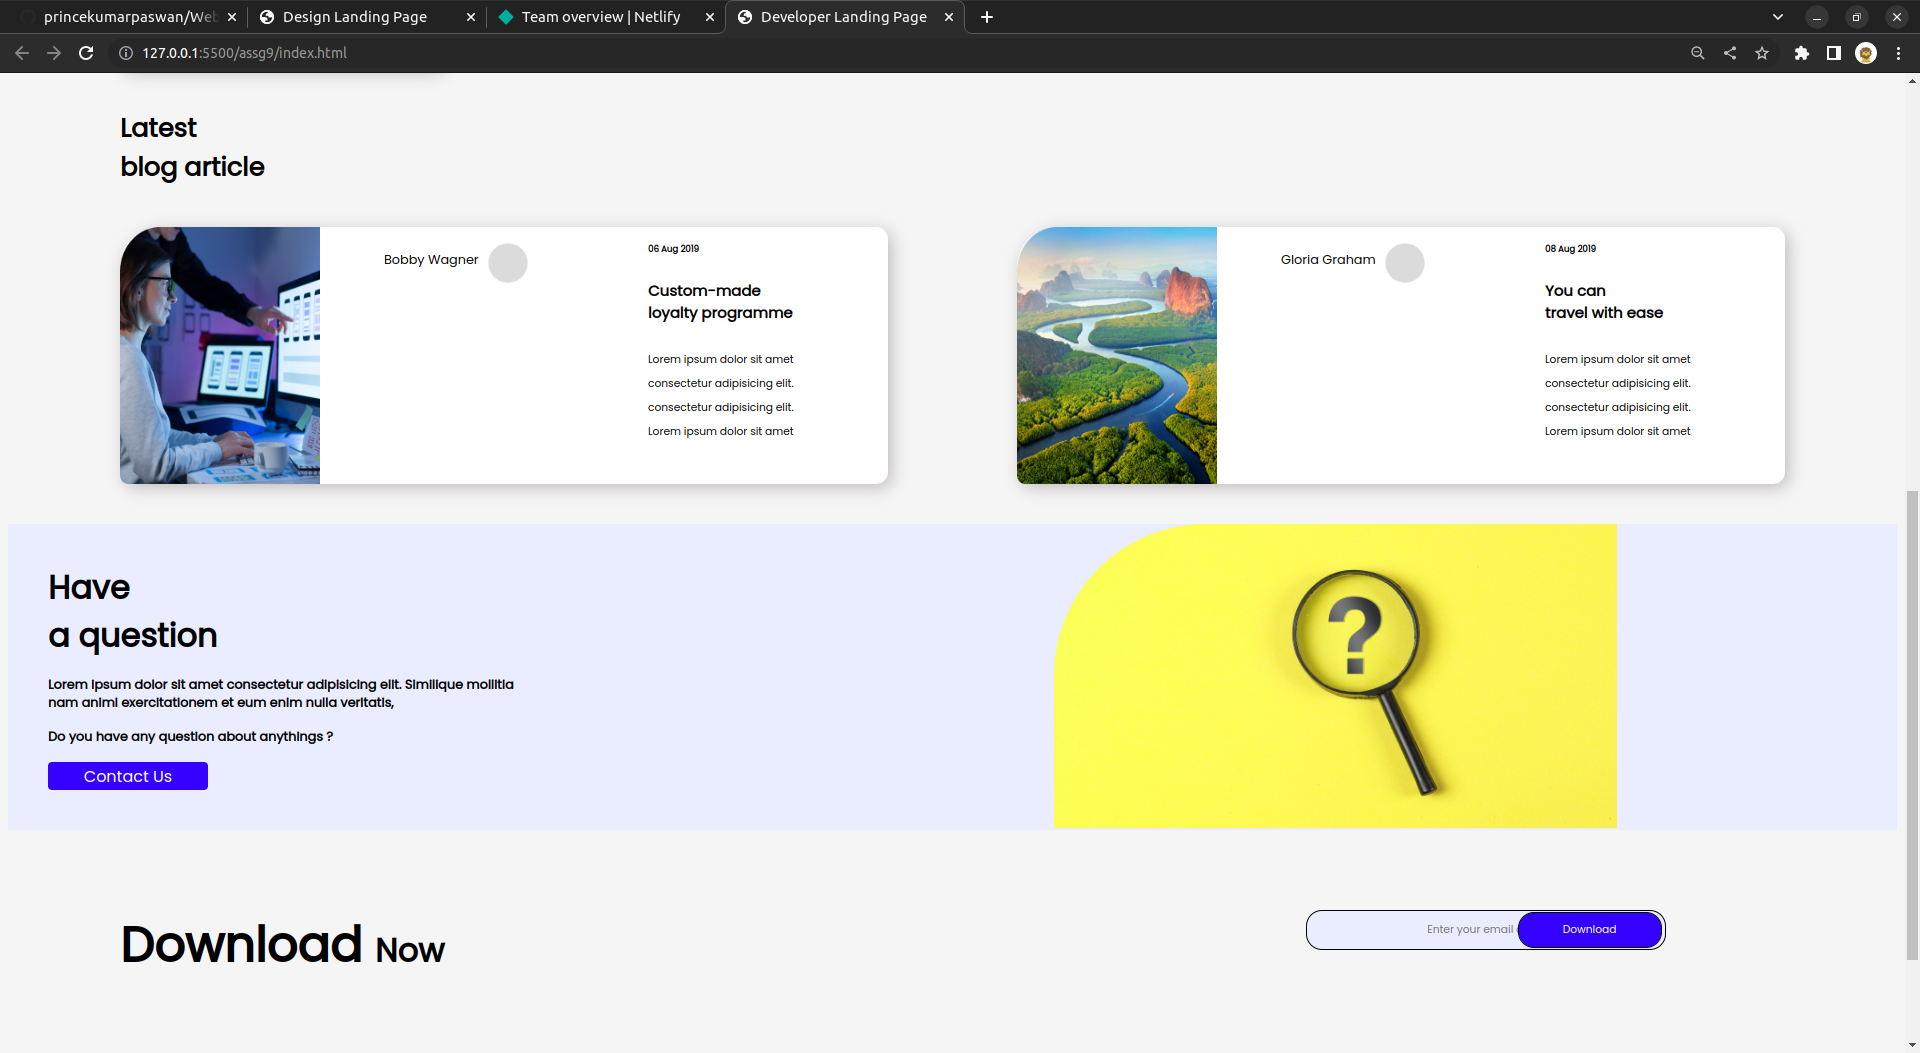 princekumarpaswan/Web
Design Landing Page
Team overview | Netlify
Developer Landing Page
127.0.0.1:5500/assg9/index.html
Latest
blog article
Bobby Wagner
06 Aug 2019
Custom-made
loyalty programme
Lorem ipsum dolor sit amet
consectetur adipisicing elit.
consectetur adipisicing elit.
Lorem ipsum dolor sit amet
Gloria Graham
08 Aug 2019
You can
travel with ease
Lorem ipsum dolor sit amet
consectetur adipisicing elit.
consectetur adipisicing elit.
Lorem ipsum dolor sit amet
Have
a question
Lorem ipsum dolor sit amet consectetur adipisicing elit. Similique mollitia
nam animi exercitationem et eum enim nulla veritatis,
Do you have any question about anythings ?
Contact Us
?
Download Now
Enter your email
Download